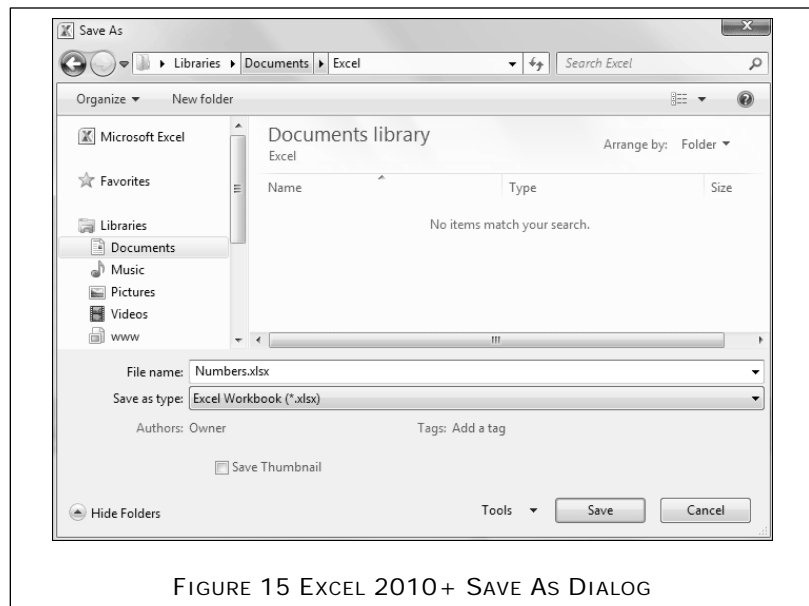 Save As
Libraries Documents Excel Search Excel
Organize New folder
Microsoft Excel
Favorites
Libraries
Documents
Music
Pictures
Videos
www
Documents library
Excel
Arrange by: Folder
Name Type Size
No items match your search.
File name: Numbers.xlsx
Save as type: Excel Workbook (*.xlsx)
Authors: Owner Tags: Add a tag
Save Thumbnail
Hide Folders Tools Save Cancel
FIGURE 15 EXCEL 2010+ SAVE AS DIALOG